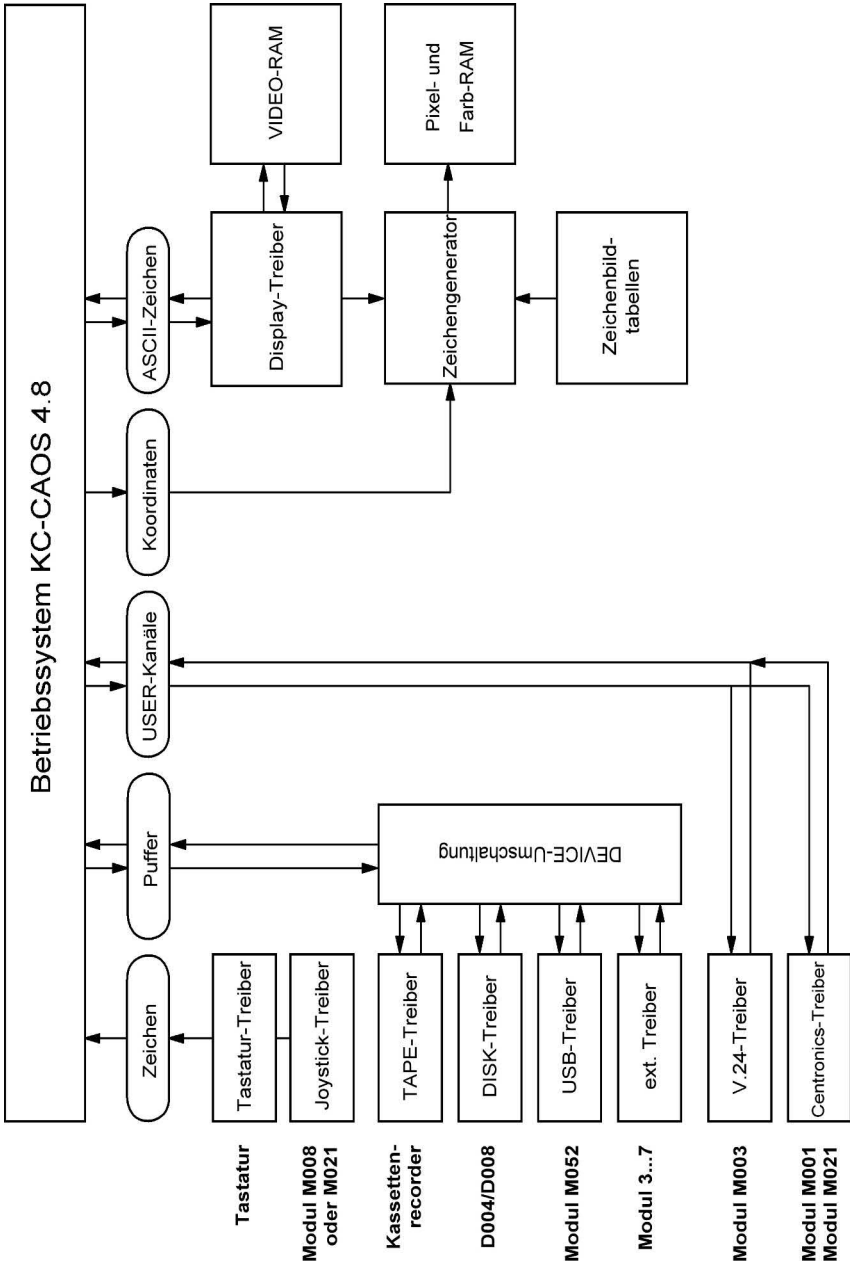 Betriebssystem KC-CAOS 4.8
Zeichen
Puffer
USER-Kanäle
Koordinaten
ASCII-Zeichen
Tastatur
Tastatur-Treiber
Display-Treiber
VIDEO-RAM
Modul M008
oder M021
Joystick-Treiber
Kassetten-
recorder
TAPE-Treiber
DEVICE-Umschaltung
Zeichengenerator
Pixel- und
Farb-RAM
D004/D008
DISK-Treiber
Modul M052
USB-Treiber
Zeichenbild-
tabellen
Modul 3...7
ext. Treiber
Modul M003
V.24-Treiber
Modul M001
Modul M021
Centronics-Treiber